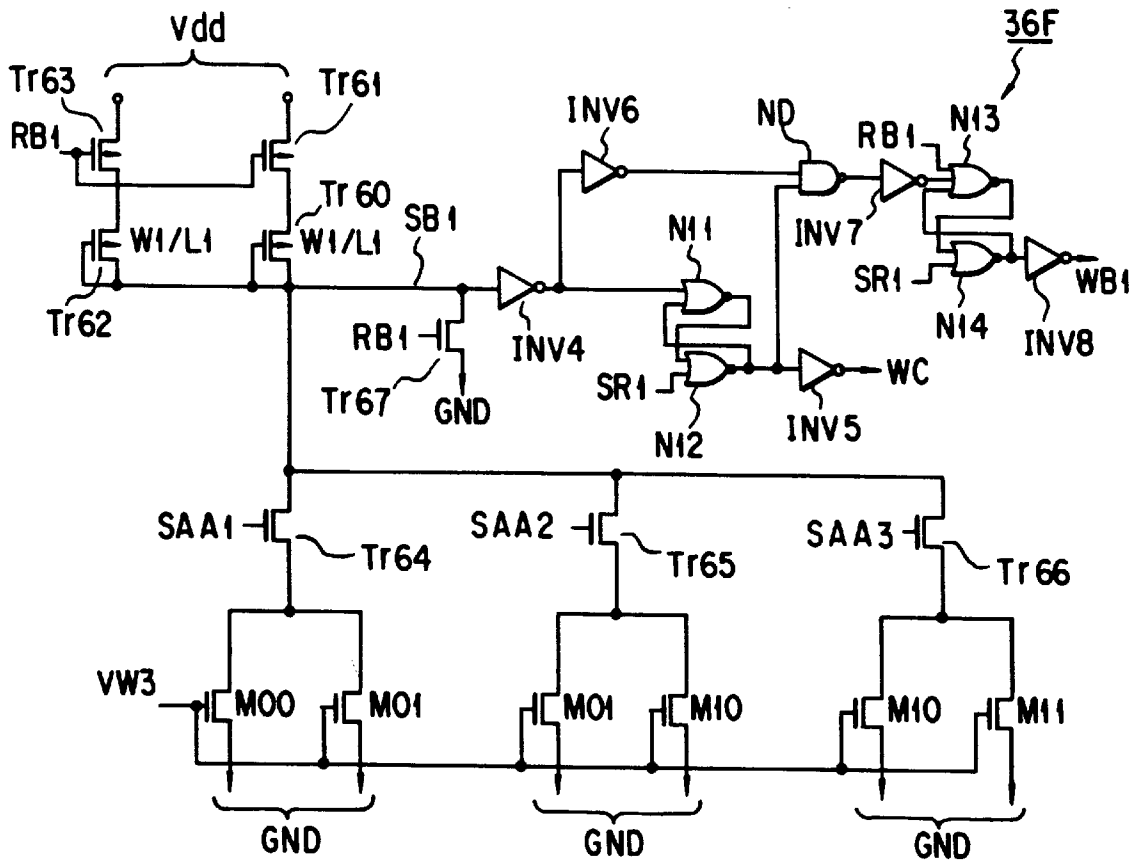 Vdd
36F
Tr63
Tr61
INV6
ND
N13
RB1
RB1
Tr60
W1/L1
W1/L1
SB1
N11
INV7
SR1
WB1
Tr62
RB1
INV4
N14
INV8
Tr67
GND
SR1
WC
N12
INV5
SAA1
SAA2
SAA3
Tr64
Tr65
Tr66
VW3
M00
M01
M01
M10
M10
M11
GND
GND
GND